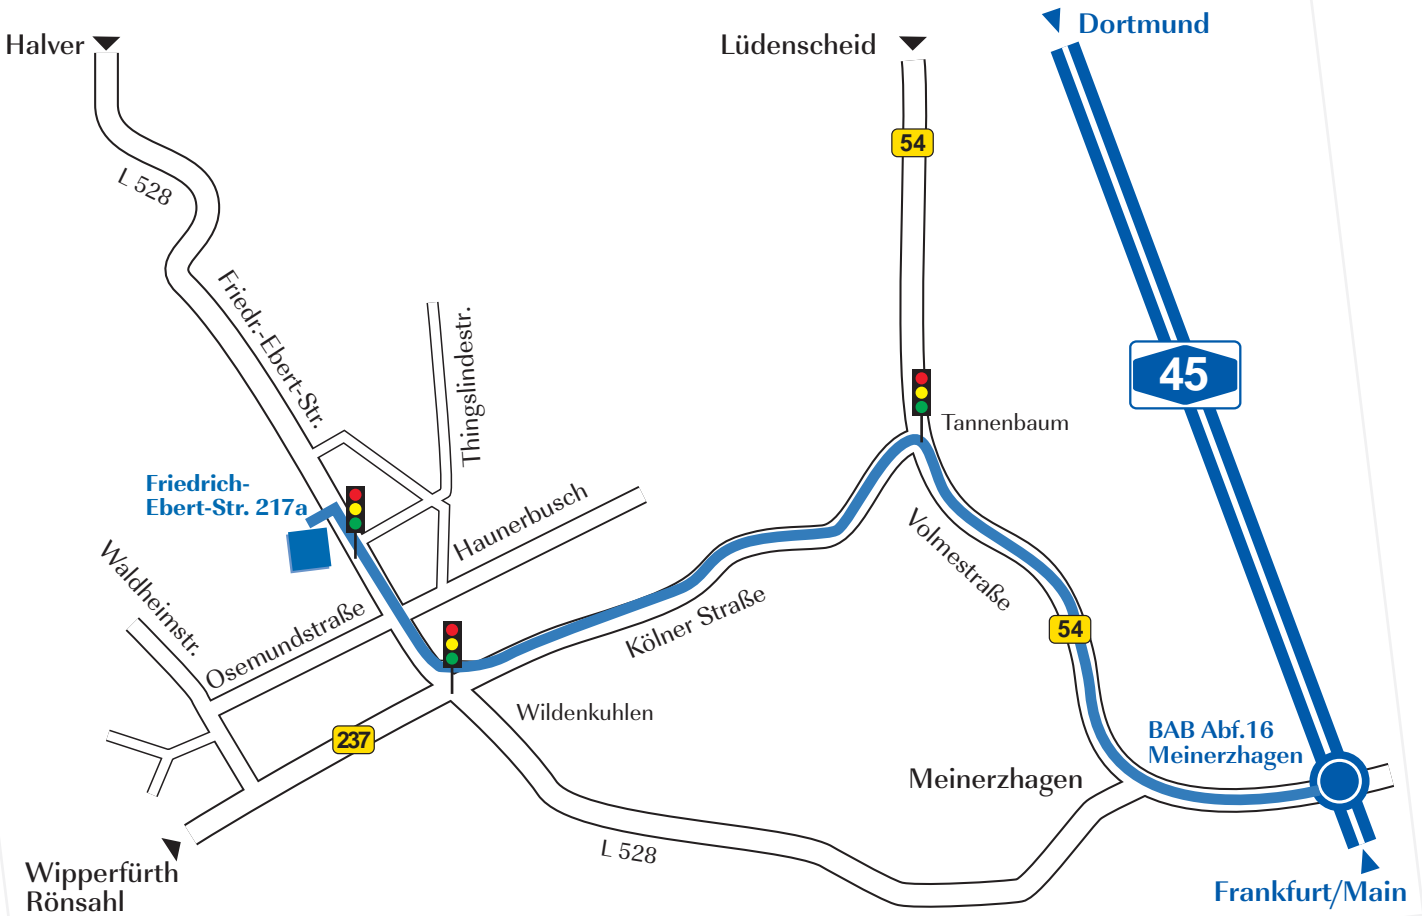 Dortmund
Halver
Lüdenscheid
54
L 528
Friedr.-Ebert-Str.
Thingslindestr.
45
Tannenbaum
Friedrich-
Ebert-Str. 217a
Haunerbusch
Volmestraße
Waldheimstr.
Osemundstraße
Kölner Straße
54
Wildenkuhlen
237
BAB Abf.16
Meinerzhagen
Meinerzhagen
L 528
Wipperfürth
Rönsahl
Frankfurt/Main